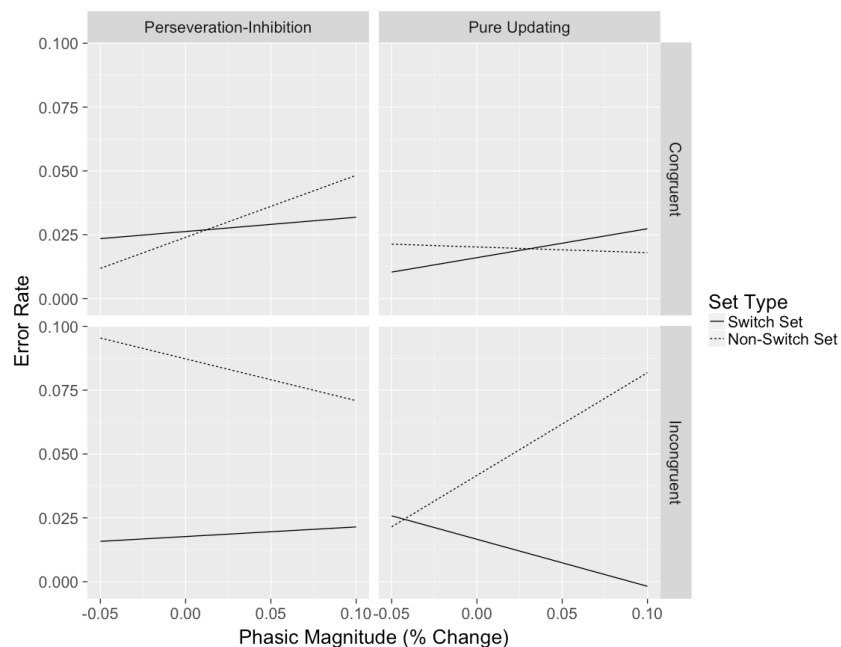 Perseveration-Inhibition
Pure Updating
0.100
0.075
0.050
0.025
0.000
Congruent
0.100
0.075
0.050
0.025
0.000
Incongruent
Error Rate
-0.05 0.00 0.05 0.10
-0.05 0.00 0.05 0.10
Phasic Magnitude (% Change)
Set Type
Switch Set
Non-Switch Set